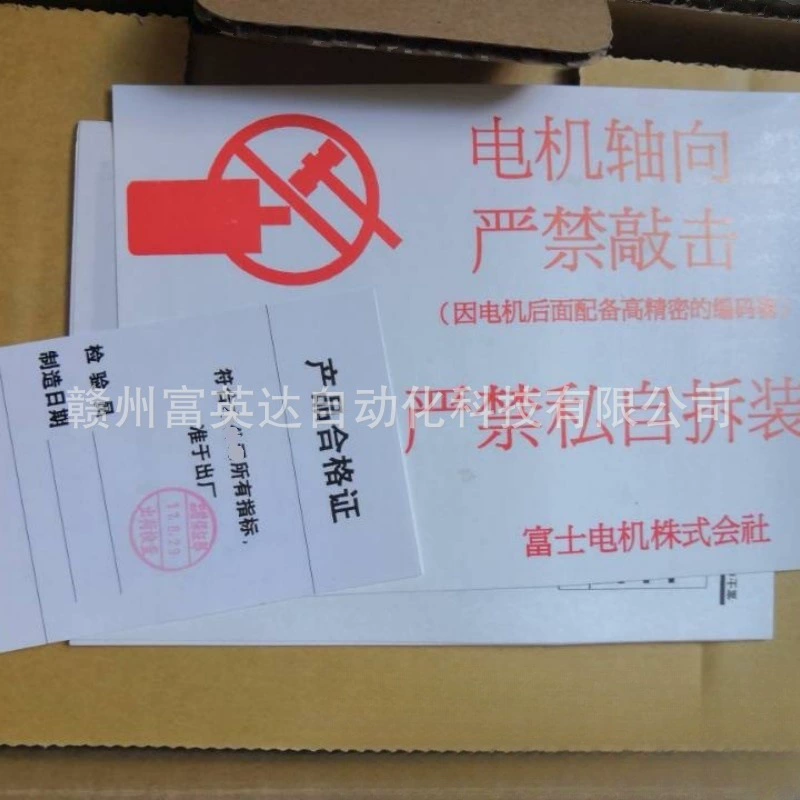 电机轴向
严禁敲击
(因电机后面配备高精密的编码器)
严禁私自拆装
富士电机株式会社
赣州富英达自动化科技有限公司
产品合格证
所有指标，
准于出厂
检验员
制造日期